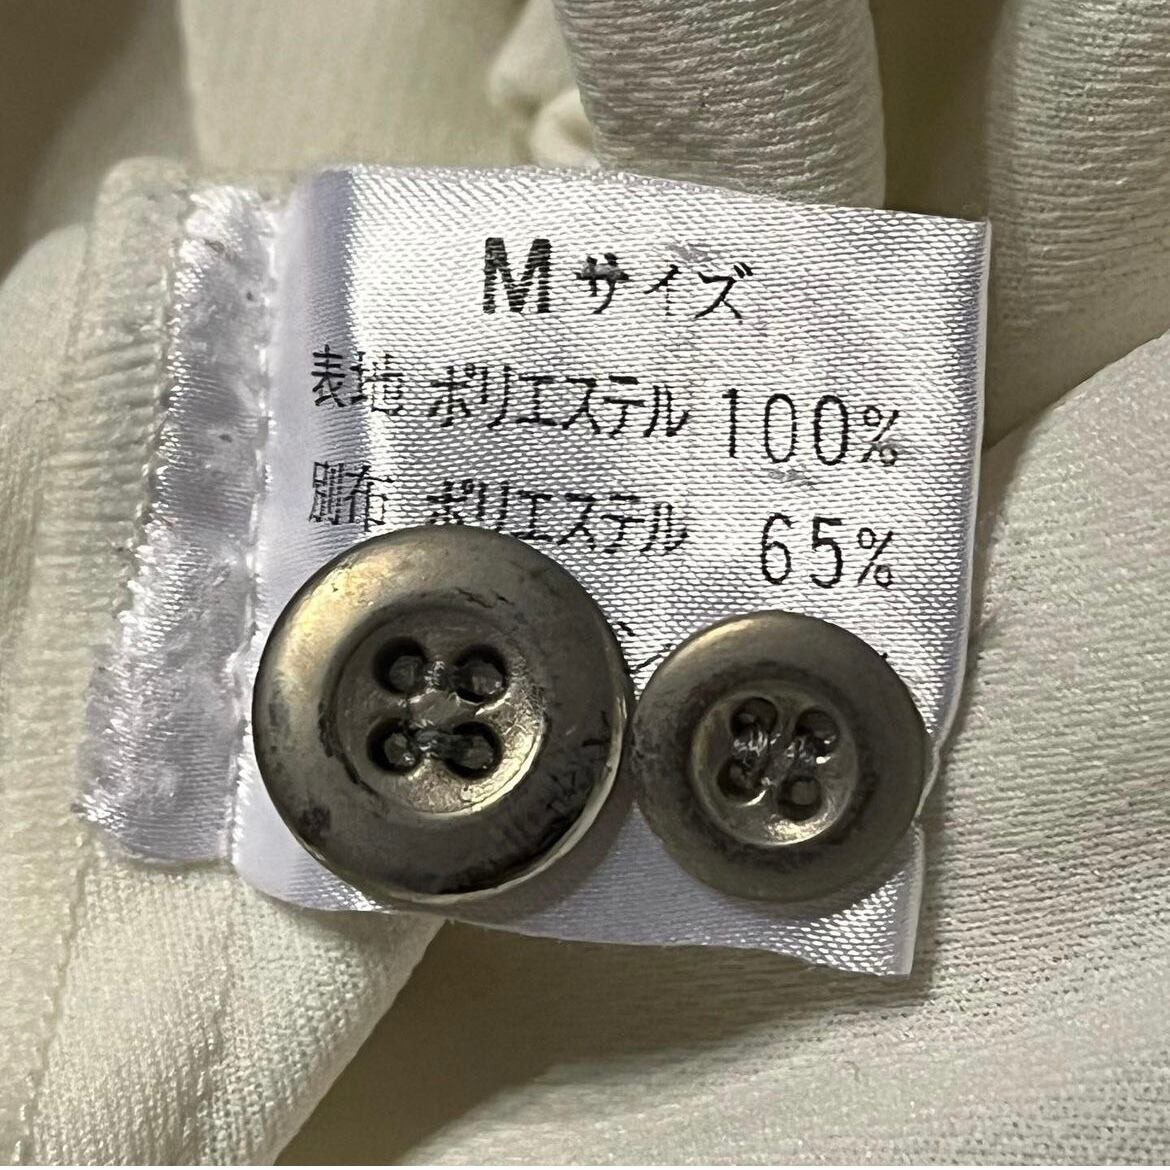 Mサイズ
表地 ポリエステル 100%
別布 ポリエステル 65%